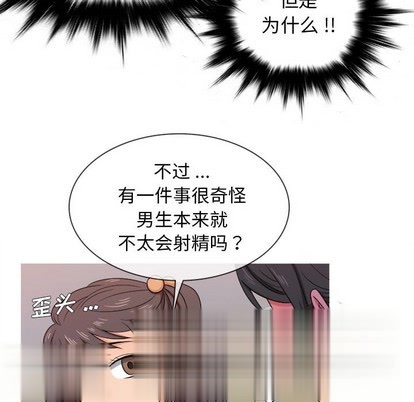 但是
为什么 !!
不过 ...
有一件事很奇怪
男生本来就
不太会射精吗？
歪头 ...